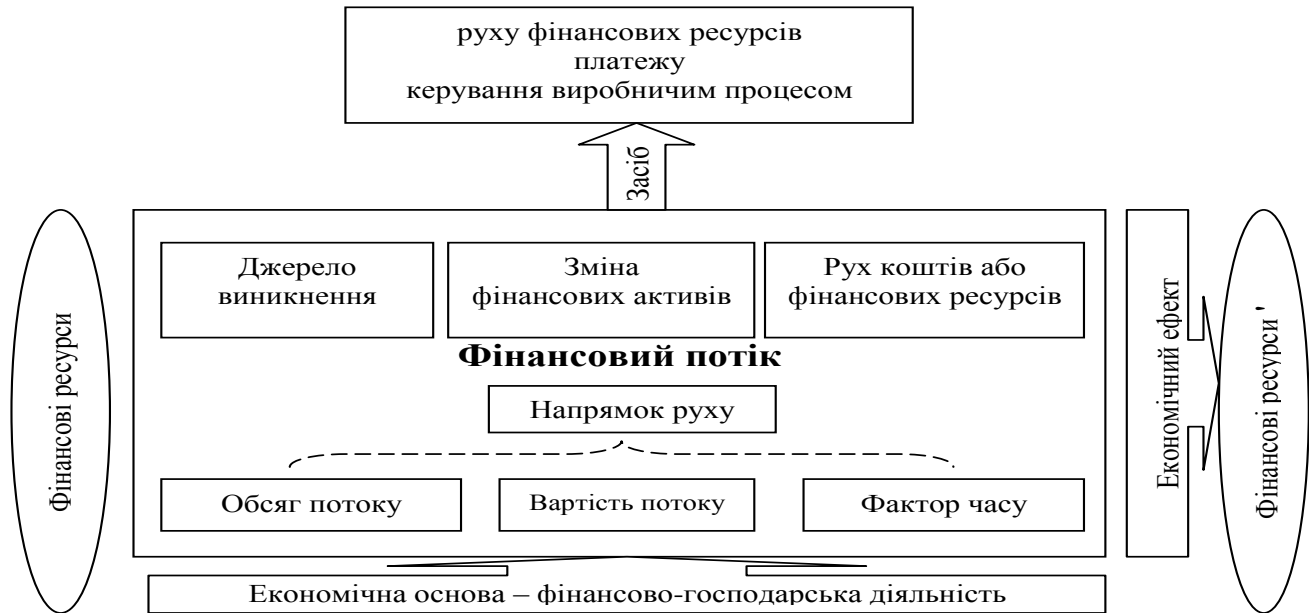 руху фінансових ресурсів
платежу
керування виробничим процесом
Засіб
Фінансові ресурси
Джерело
виникнення
Зміна
фінансових активів
Рух коштів або
фінансових ресурсів
Фінансовий потік
Напрямок руху
Обсяг потоку
Вартість потоку
Фактор часу
Економічний ефект
Фінансові ресурси '
Економічна основа – фінансово-господарська діяльність